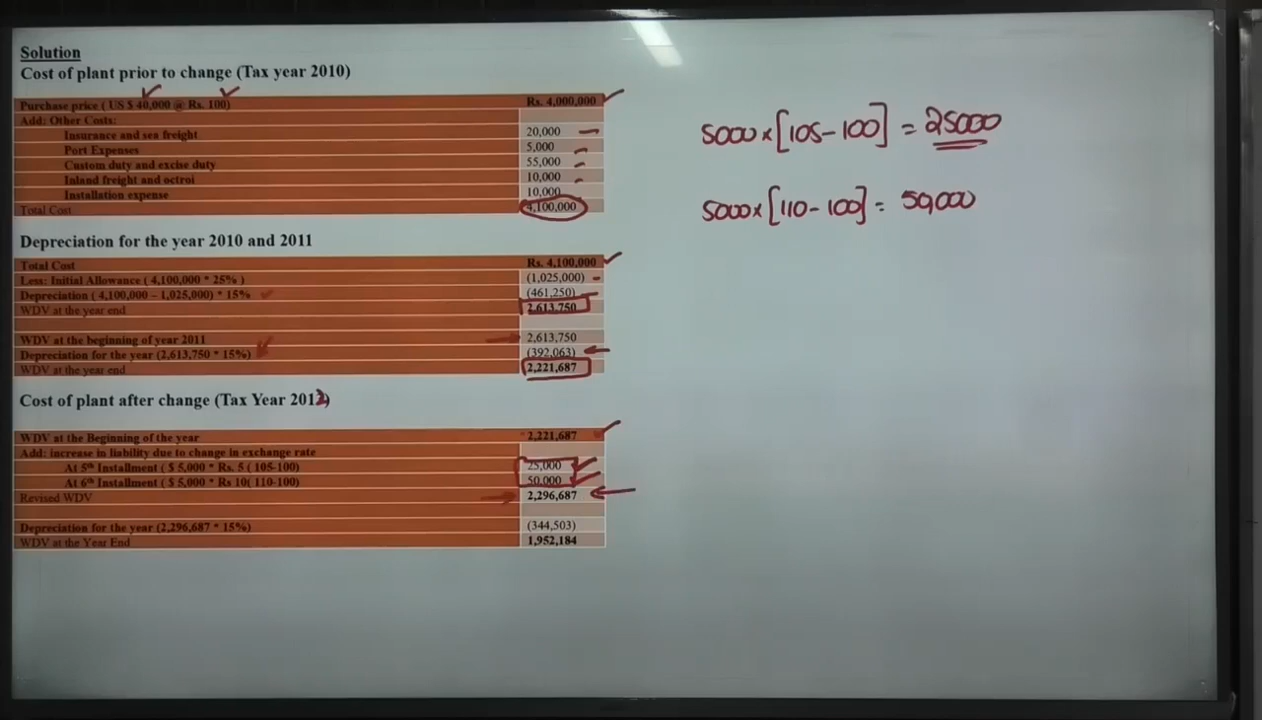 Solution
Cost of plant prior to change (Tax year 2010)
Purchase price ( US $ 40,000 @ Rs. 100) Rs. 4,000,000
Add: Other Costs:
Insurance and sea freight 20,000
Port Expenses 5,000
Custom duty and excise duty 55,000
Inland freight and octroi 10,000
Installation expense 10,000
Total Cost 4,100,000
Depreciation for the year 2010 and 2011
Total Cost Rs. 4,100,000
Less: Initial Allowance ( 4,100,000 * 25% ) (1,025,000)
Depreciation ( 4,100,000 – 1,025,000) * 15% (461,250)
WDV at the year end 2,613,750
WDV at the beginning of year 2011 2,613,750
Depreciation for the year (2,613,750 * 15%) (392,063)
WDV at the year end 2,221,687
Cost of plant after change (Tax Year 2012)
WDV at the Beginning of the year 2,221,687
Add: increase in liability due to change in exchange rate
At 5th Installment ( $ 5,000 * Rs. 5 ( 105-100) 25,000
At 6th Installment ( $ 5,000 * Rs 10( 110-100) 50,000
Revised WDV 2,296,687
Depreciation for the year (2,296,687 * 15%) (344,503)
WDV at the Year End 1,952,184
5000 x [105-100] = 25000
5000 x [110-100] = 50,000